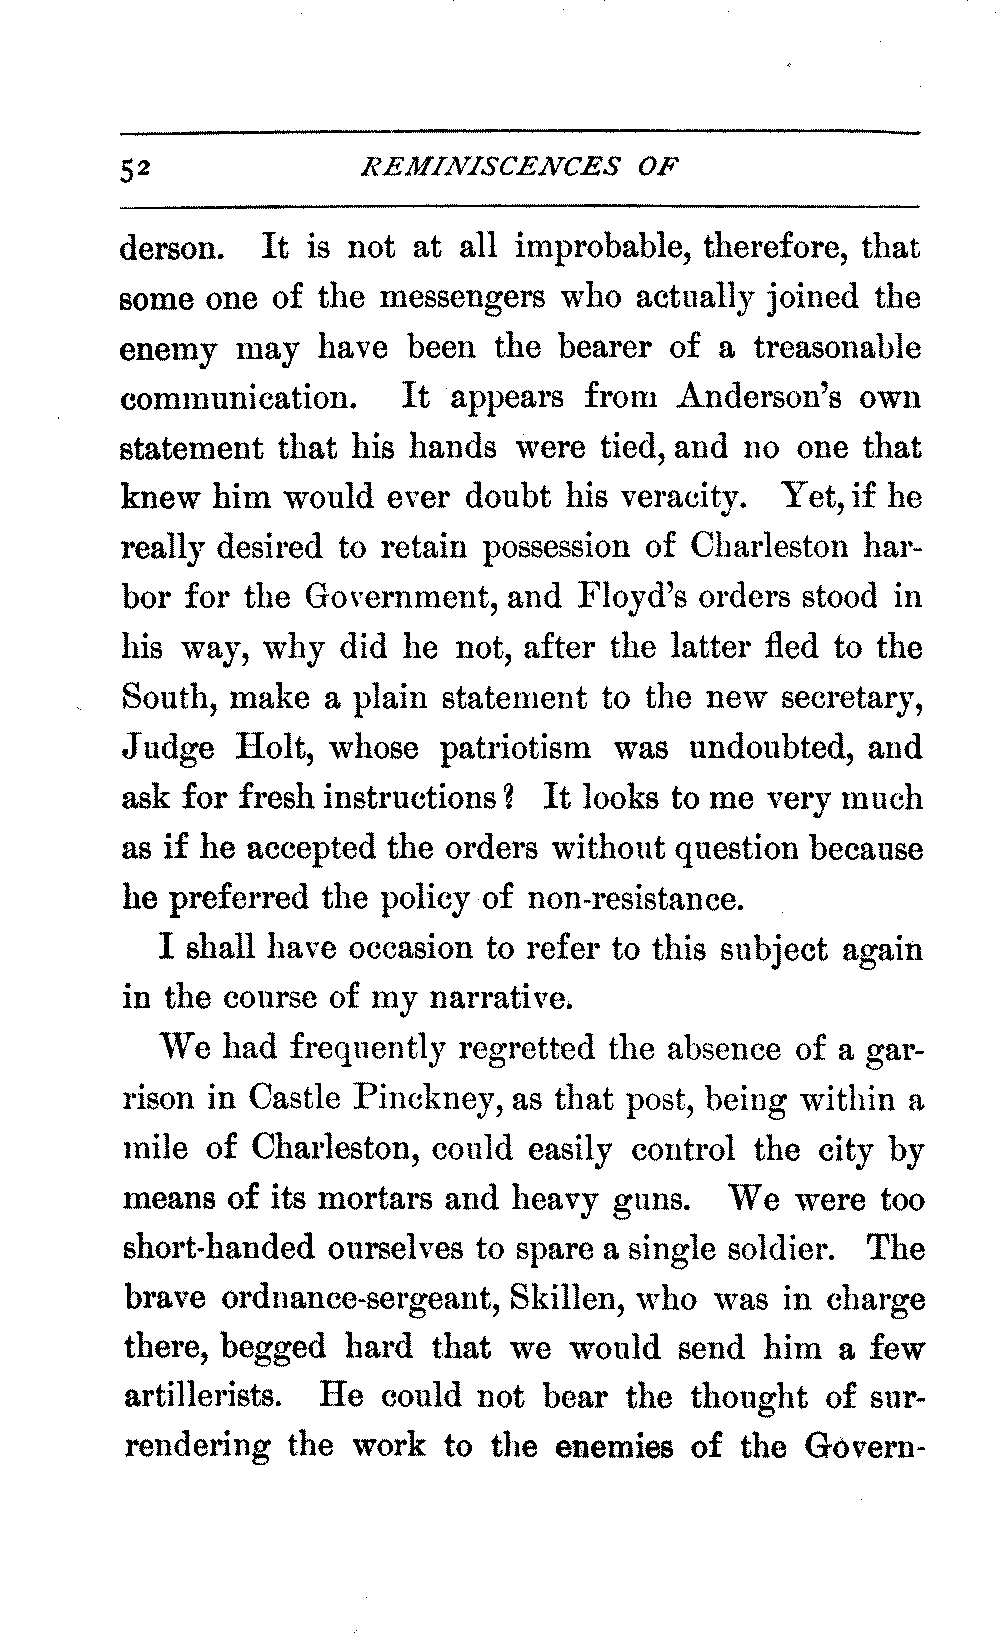 52 REMINISCENCES OF
derson. It is not at all improbable, therefore, that
some one of the messengers who actually joined the
enemy may have been the bearer of a treasonable
communication. It appears from Anderson's own
statement that his hands were tied, and no one that
knew him would ever doubt his veracity. Yet, if he
really desired to retain possession of Charleston har-
bor for the Government, and Floyd's orders stood in
his way, why did he not, after the latter fled to the
South, make a plain statement to the new secretary,
Judge Holt, whose patriotism was undoubted, and
ask for fresh instructions? It looks to me very much
as if he accepted the orders without question because
he preferred the policy of non-resistance.
I shall have occasion to refer to this subject again
in the course of my narrative.
We had frequently regretted the absence of a gar-
rison in Castle Pinckney, as that post, being within a
mile of Charleston, could easily control the city by
means of its mortars and heavy guns. We were too
short-handed ourselves to spare a single soldier. The
brave ordnance-sergeant, Skillen, who was in charge
there, begged hard that we would send him a few
artillerists. He could not bear the thought of sur-
rendering the work to the enemies of the Govern-